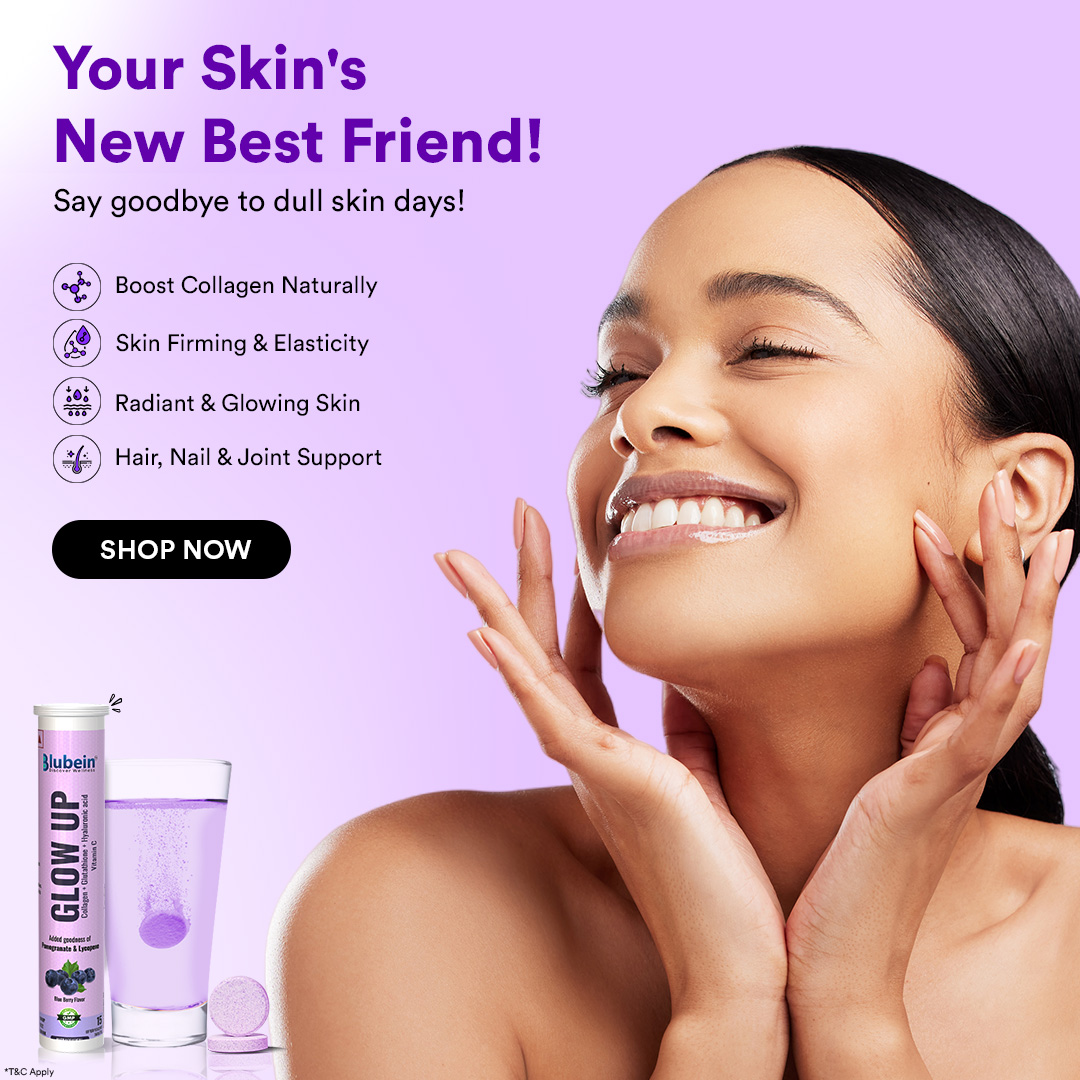 Your Skin's
New Best Friend!
Say goodbye to dull skin days!
Boost Collagen Naturally
Skin Firming & Elasticity
Radiant & Glowing Skin
Hair, Nail & Joint Support
SHOP NOW
Blubein®
Discover Wellness
GLOW UP
Collagen + Glutathione + Hyaluronic acid
Vitamin C
Added goodness of
Pomegranate & Lycopene
Blue Berry Flavor
GMP
15
*T&C Apply